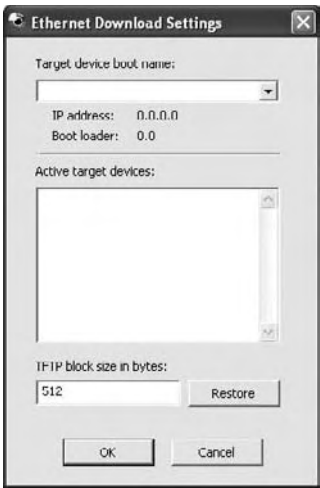 Ethernet Download Settings
Target device boot name:
IP address: 0.0.0.0
Boot loader: 0.0
Active target devices:
TFTP block size in bytes:
512 Restore
OK Cancel